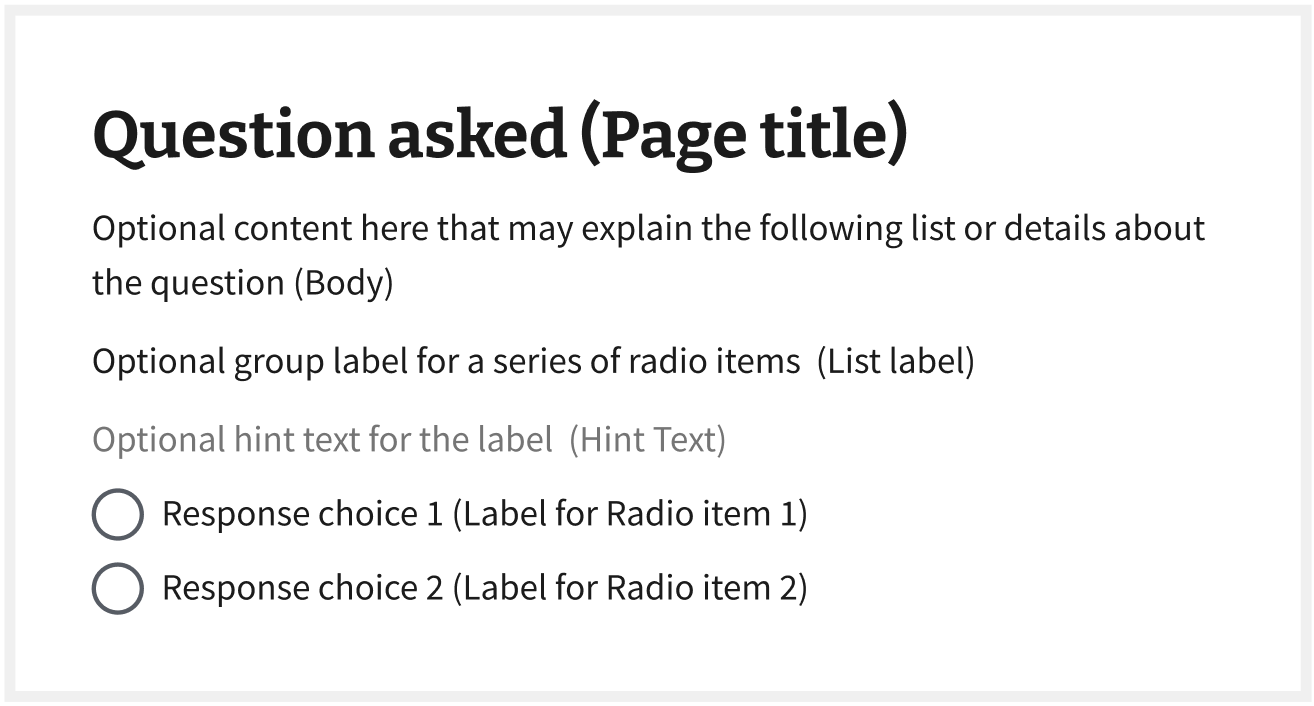 Question asked (Page title)
Optional content here that may explain the following list or details about
the question (Body)
Optional group label for a series of radio items  (List label)
Optional hint text for the label  (Hint Text)
Response choice 1 (Label for Radio item 1)
Response choice 2 (Label for Radio item 2)